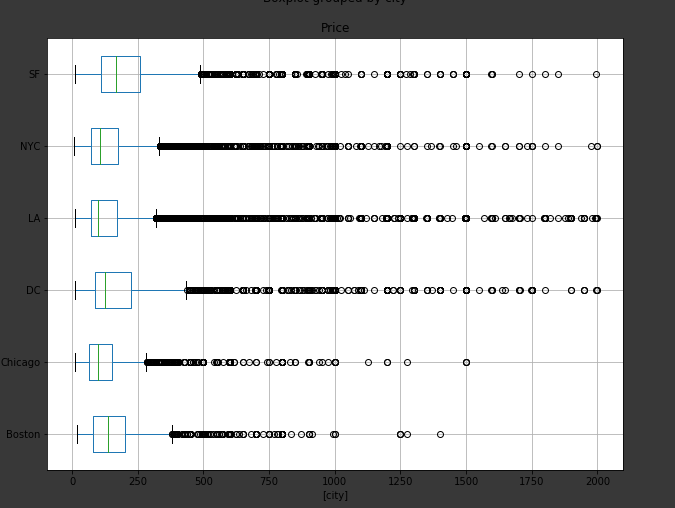 Boxplot grouped by city
Price
SF
NYC
LA
DC
Chicago
Boston
0 250 500 750 1000 1250 1500 1750 2000
[city]